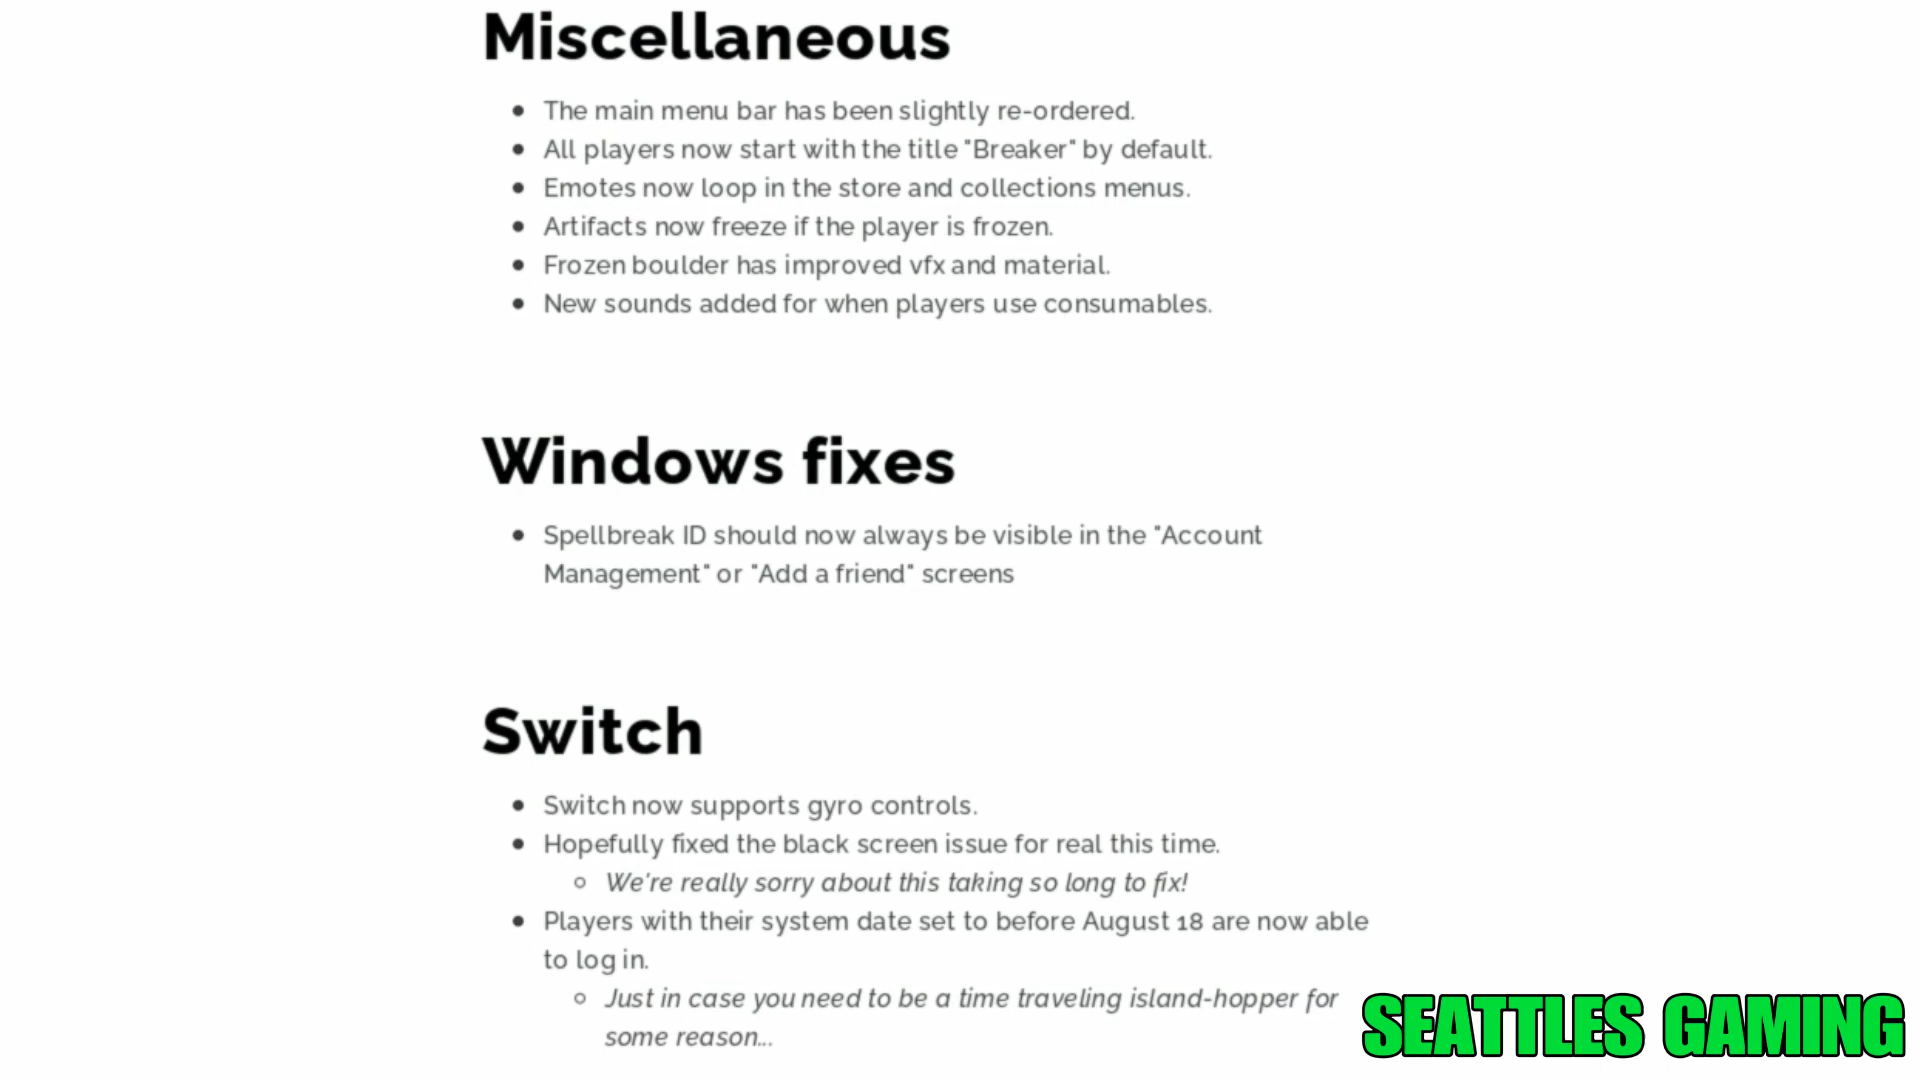 Miscellaneous
The main menu bar has been slightly re-ordered.
All players now start with the title "Breaker" by default.
Emotes now loop in the store and collections menus.
Artifacts now freeze if the player is frozen.
Frozen boulder has improved vfx and material.
New sounds added for when players use consumables.
Windows fixes
Spellbreak ID should now always be visible in the "Account
Management" or "Add a friend" screens
Switch
Switch now supports gyro controls.
Hopefully fixed the black screen issue for real this time.
We're really sorry about this taking so long to fix!
Players with their system date set to before August 18 are now able
to log in.
Just in case you need to be a time traveling island-hopper for
some reason...
SEATTLES GAMING